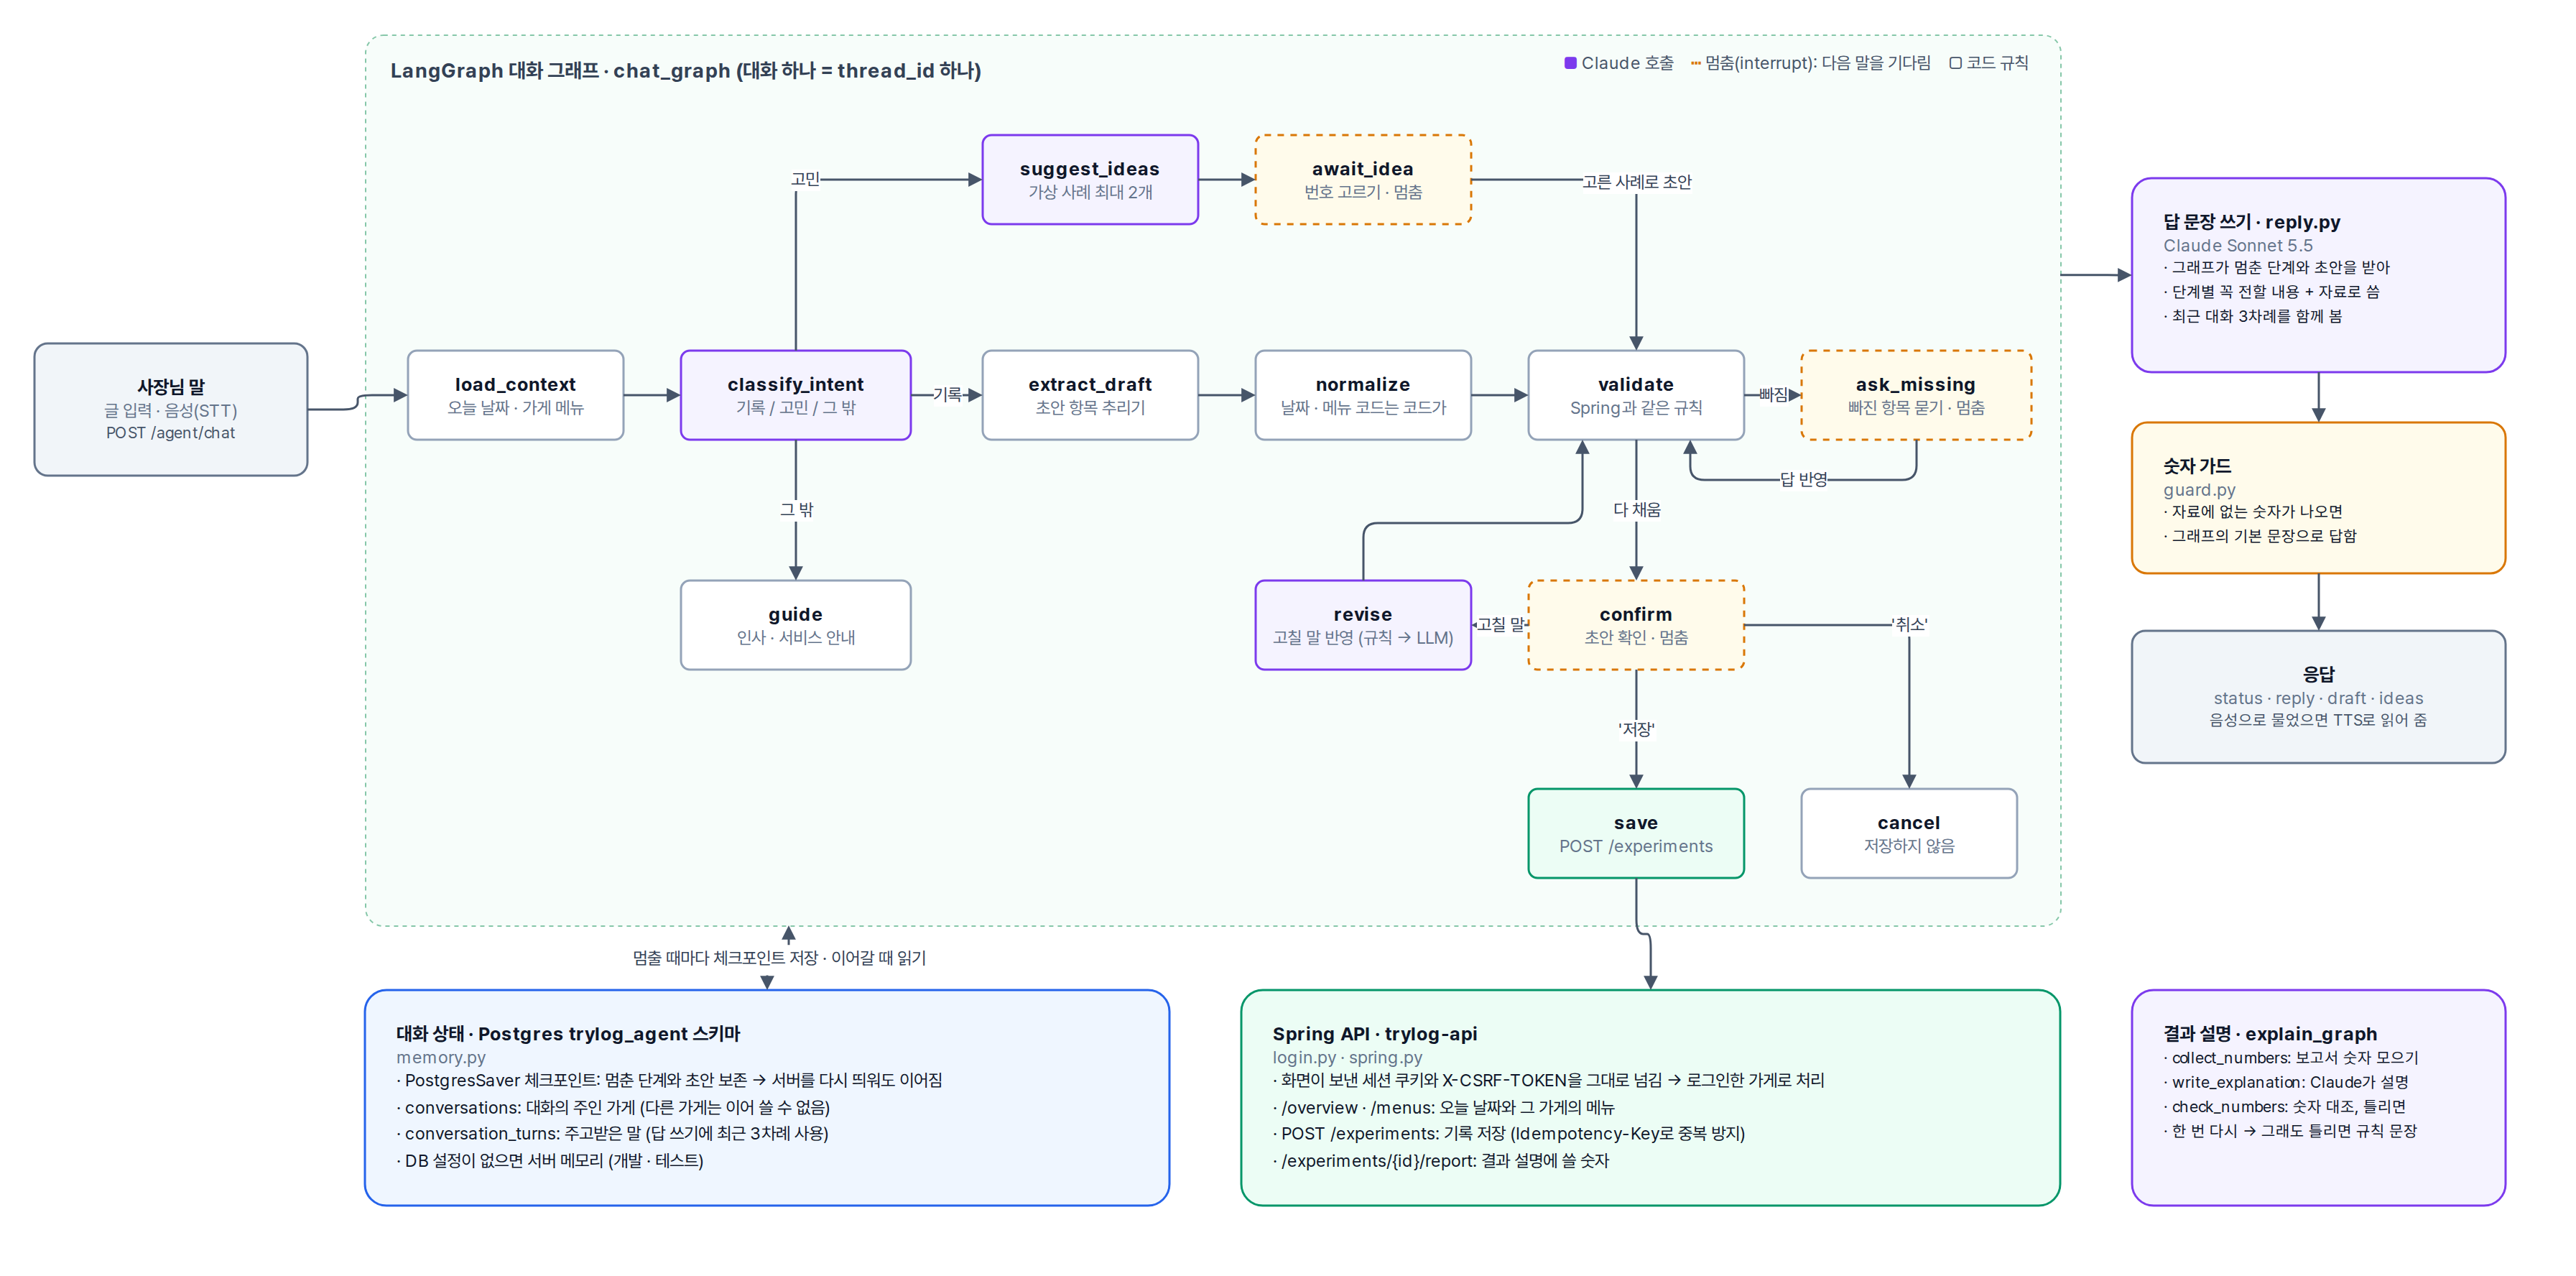 LangGraph 대화 그래프 · chat_graph (대화 하나 = thread_id 하나)
Claude 호출
멈춤(interrupt): 다음 말을 기다림
코드 규칙
사장님 말
글 입력 · 음성(STT)
POST /agent/chat
load_context
오늘 날짜 · 가게 메뉴
classify_intent
기록 / 고민 / 그 밖
고민
suggest_ideas
가상 사례 최대 2개
await_idea
번호 고르기 · 멈춤
고른 사례로 초안
기록
extract_draft
초안 항목 추리기
normalize
날짜 · 메뉴 코드는 코드가
validate
Spring과 같은 규칙
빠짐
ask_missing
빠진 항목 묻기 · 멈춤
답 반영
그 밖
다 채움
guide
인사 · 서비스 안내
revise
고칠 말 반영 (규칙 → LLM)
고칠 말
confirm
초안 확인 · 멈춤
'취소'
'저장'
save
POST /experiments
cancel
저장하지 않음
답 문장 쓰기 · reply.py
Claude Sonnet 5.5
· 그래프가 멈춘 단계와 초안을 받아
· 단계별 꼭 전할 내용 + 자료로 씀
· 최근 대화 3차례를 함께 봄
숫자 가드
guard.py
· 자료에 없는 숫자가 나오면
· 그래프의 기본 문장으로 답함
응답
status · reply · draft · ideas
음성으로 물었으면 TTS로 읽어 줌
멈출 때마다 체크포인트 저장 · 이어갈 때 읽기
대화 상태 · Postgres trylog_agent 스키마
memory.py
· PostgresSaver 체크포인트: 멈춘 단계와 초안 보존 → 서버를 다시 띄워도 이어짐
· conversations: 대화의 주인 가게 (다른 가게는 이어 쓸 수 없음)
· conversation_turns: 주고받은 말 (답 쓰기에 최근 3차례 사용)
· DB 설정이 없으면 서버 메모리 (개발 · 테스트)
Spring API · trylog-api
login.py · spring.py
· 화면이 보낸 세션 쿠키와 X-CSRF-TOKEN을 그대로 넘김 → 로그인한 가게로 처리
· /overview · /menus: 오늘 날짜와 그 가게의 메뉴
· POST /experiments: 기록 저장 (Idempotency-Key로 중복 방지)
· /experiments/{id}/report: 결과 설명에 쓸 숫자
결과 설명 · explain_graph
· collect_numbers: 보고서 숫자 모으기
· write_explanation: Claude가 설명
· check_numbers: 숫자 대조, 틀리면
· 한 번 다시 → 그래도 틀리면 규칙 문장